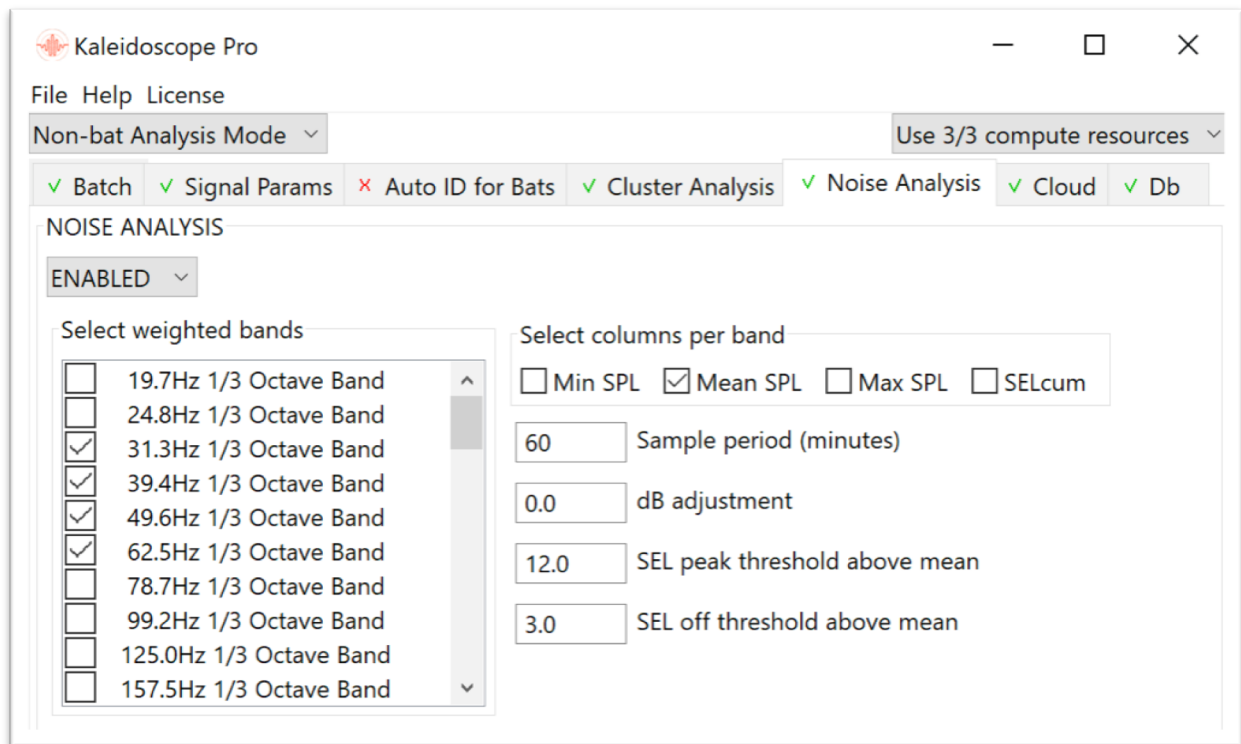 Kaleidoscope Pro
File Help License
Non-bat Analysis Mode
Use 3/3 compute resources
Batch
Signal Params
Auto ID for Bats
Cluster Analysis
Noise Analysis
Cloud
Db
NOISE ANALYSIS
ENABLED
Select weighted bands
19.7Hz 1/3 Octave Band
24.8Hz 1/3 Octave Band
31.3Hz 1/3 Octave Band
39.4Hz 1/3 Octave Band
49.6Hz 1/3 Octave Band
62.5Hz 1/3 Octave Band
78.7Hz 1/3 Octave Band
99.2Hz 1/3 Octave Band
125.0Hz 1/3 Octave Band
157.5Hz 1/3 Octave Band
Select columns per band
Min SPL Mean SPL Max SPL SELcum
60 Sample period (minutes)
0.0 dB adjustment
12.0 SEL peak threshold above mean
3.0 SEL off threshold above mean